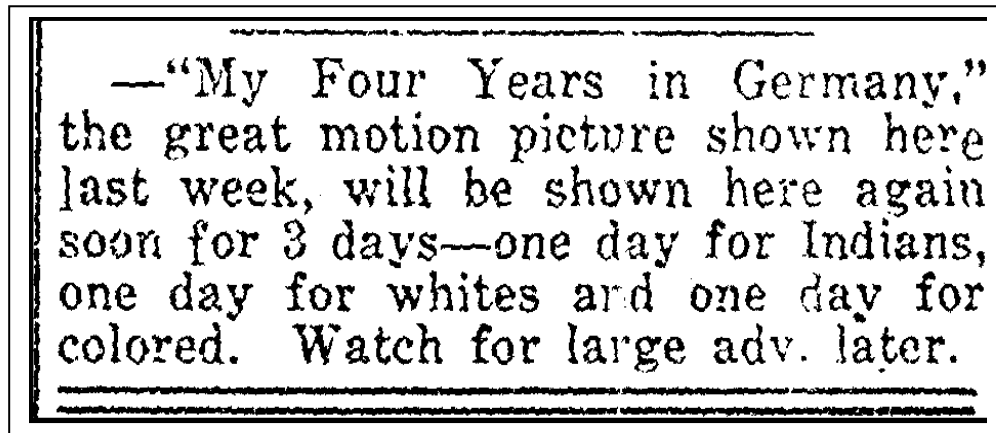 —"My Four Years in Germany,"
the great motion picture shown here
last week, will be shown here again
soon for 3 days—one day for Indians,
one day for whites and one day for
colored. Watch for large adv. later.